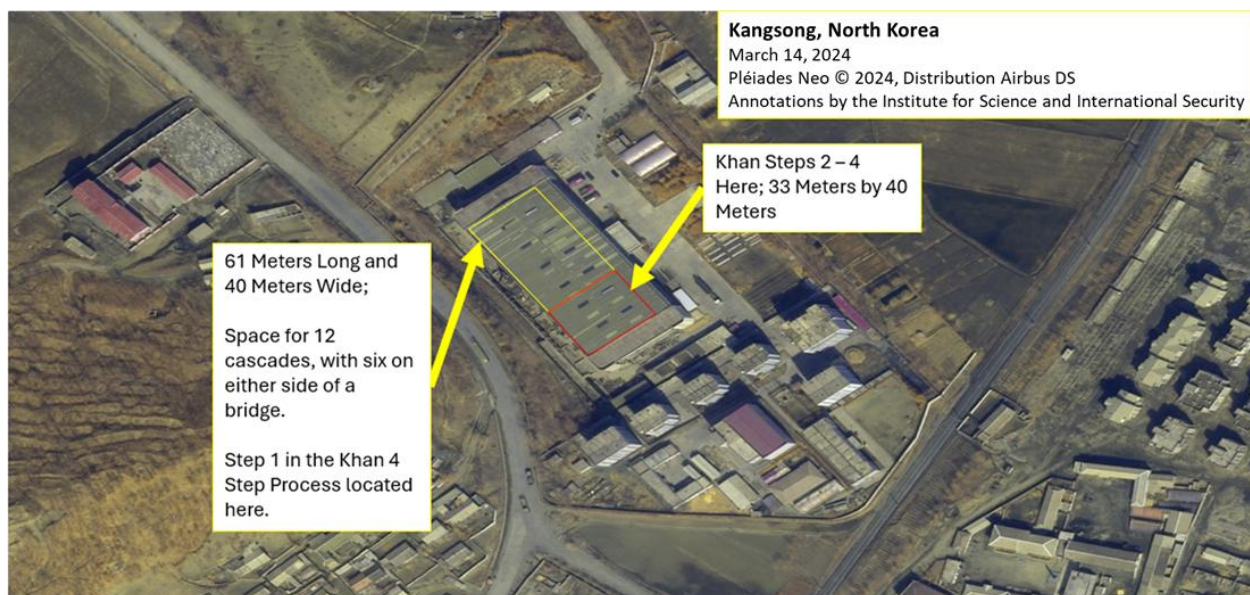 Kangsong, North Korea
March 14, 2024
Pléiades Neo © 2024, Distribution Airbus DS
Annotations by the Institute for Science and International Security
Khan Steps 2 – 4
Here; 33 Meters by 40
Meters
61 Meters Long and
40 Meters Wide;
Space for 12
cascades, with six on
either side of a
bridge.
Step 1 in the Khan 4
Step Process located
here.